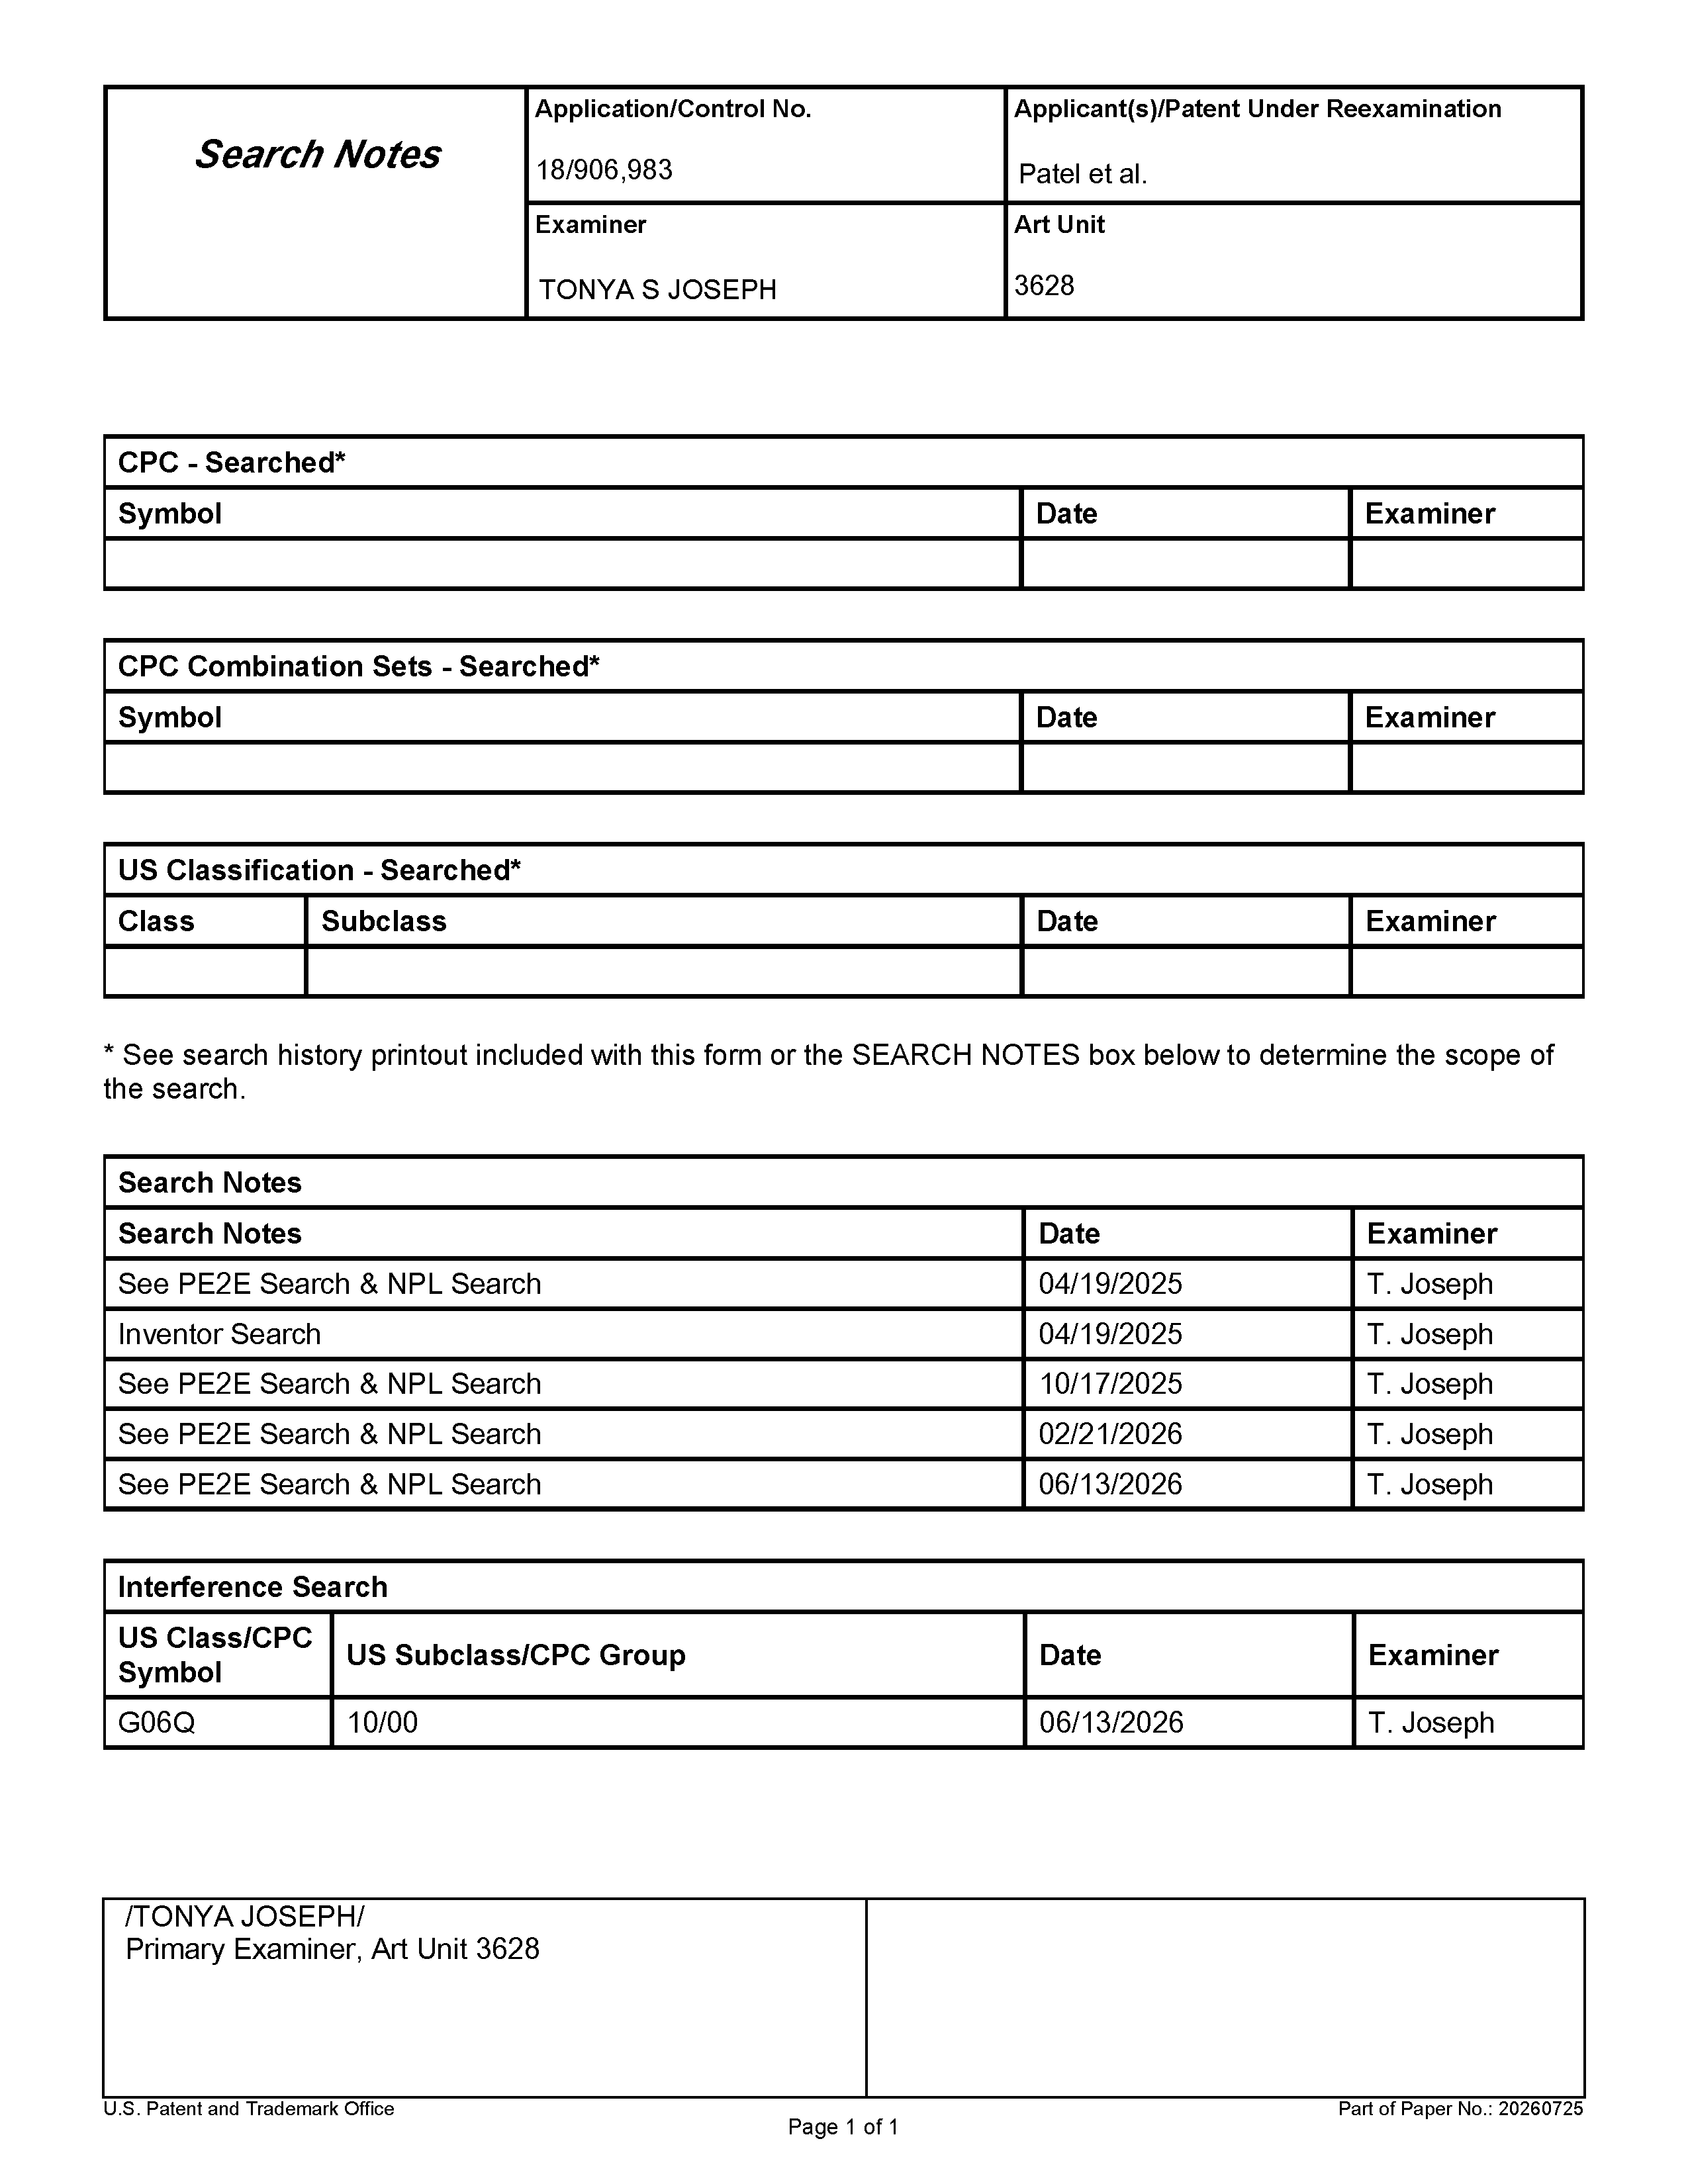 Search Notes
Application/Control No.
18/906,983
Applicant(s)/Patent Under Reexamination
Patel et al.
Examiner
TONYA S JOSEPH
Art Unit
3628
CPC - Searched*
Symbol Date Examiner
CPC Combination Sets - Searched*
Symbol Date Examiner
US Classification - Searched*
Class Subclass Date Examiner
* See search history printout included with this form or the SEARCH NOTES box below to determine the scope of
the search.
Search Notes
Search Notes Date Examiner
See PE2E Search & NPL Search 04/19/2025 T. Joseph
Inventor Search 04/19/2025 T. Joseph
See PE2E Search & NPL Search 10/17/2025 T. Joseph
See PE2E Search & NPL Search 02/21/2026 T. Joseph
See PE2E Search & NPL Search 06/13/2026 T. Joseph
Interference Search
US Class/CPC
Symbol
US Subclass/CPC Group Date Examiner
G06Q 10/00 06/13/2026 T. Joseph
/TONYA JOSEPH/
Primary Examiner, Art Unit 3628
U.S. Patent and Trademark Office
Part of Paper No.: 20260725
Page 1 of 1